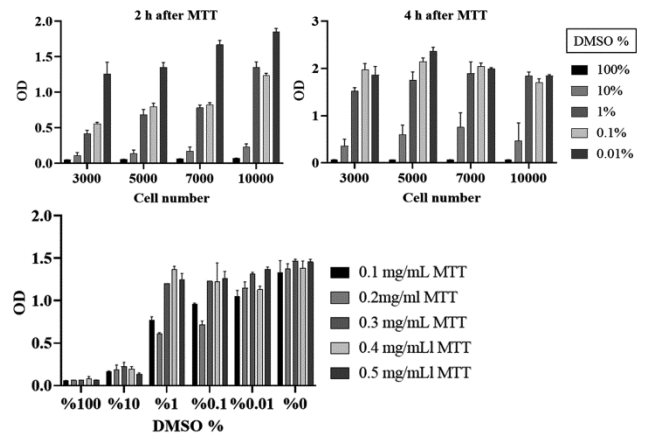 2 h after MTT
2.0
1.5
1.0
0.5
0.0
OD
3000 5000 7000 10000
Cell number
4 h after MTT
3
2
1
0
OD
3000 5000 7000 10000
Cell number
DMSO %
100%
10%
1%
0.1%
0.01%
2.0
1.5
1.0
0.5
0.0
OD
%100 %10 %1 %0.1 %0.01 %0
DMSO %
0.1 mg/mL MTT
0.2mg/ml MTT
0.3 mg/mL MTT
0.4 mg/mLl MTT
0.5 mg/mLl MTT